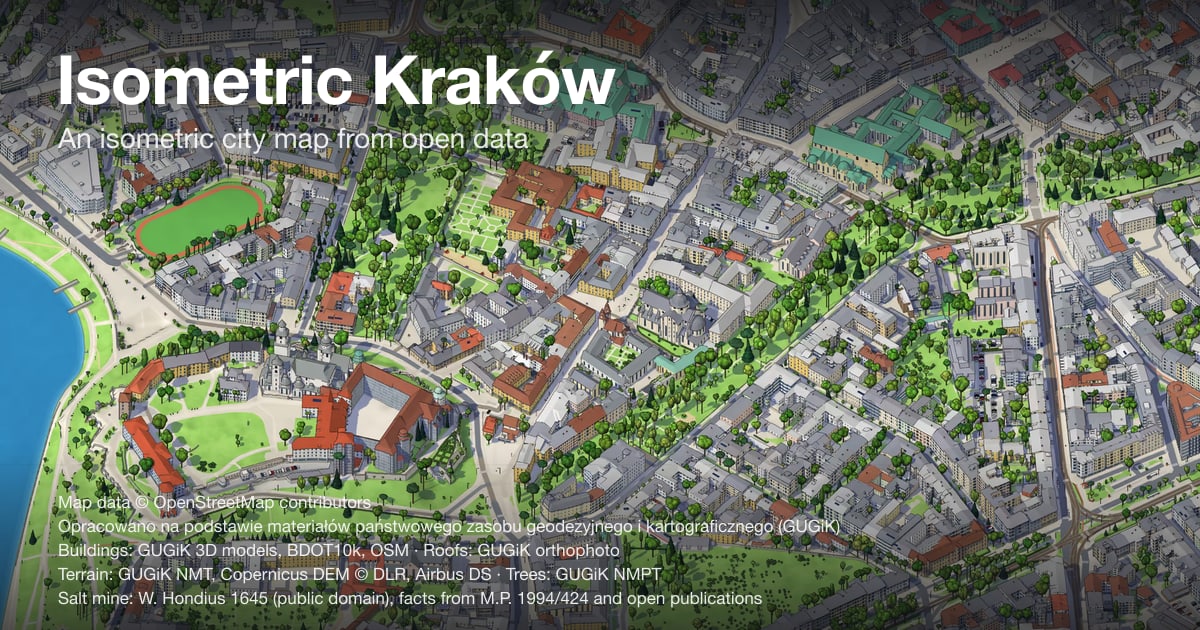 Isometric Kraków
An isometric city map from open data
Map data © OpenStreetMap contributors
Opracowano na podstawie materiałów państwowego zasobu geodezyjnego i kartograficznego (GUGiK)
Buildings: GUGiK 3D models, BDOT10k, OSM · Roofs: GUGiK orthophoto
Terrain: GUGiK NMT, Copernicus DEM © DLR, Airbus DS · Trees: GUGiK NMPT
Salt mine: W. Hondius 1645 (public domain), facts from M.P. 1994/424 and open publications